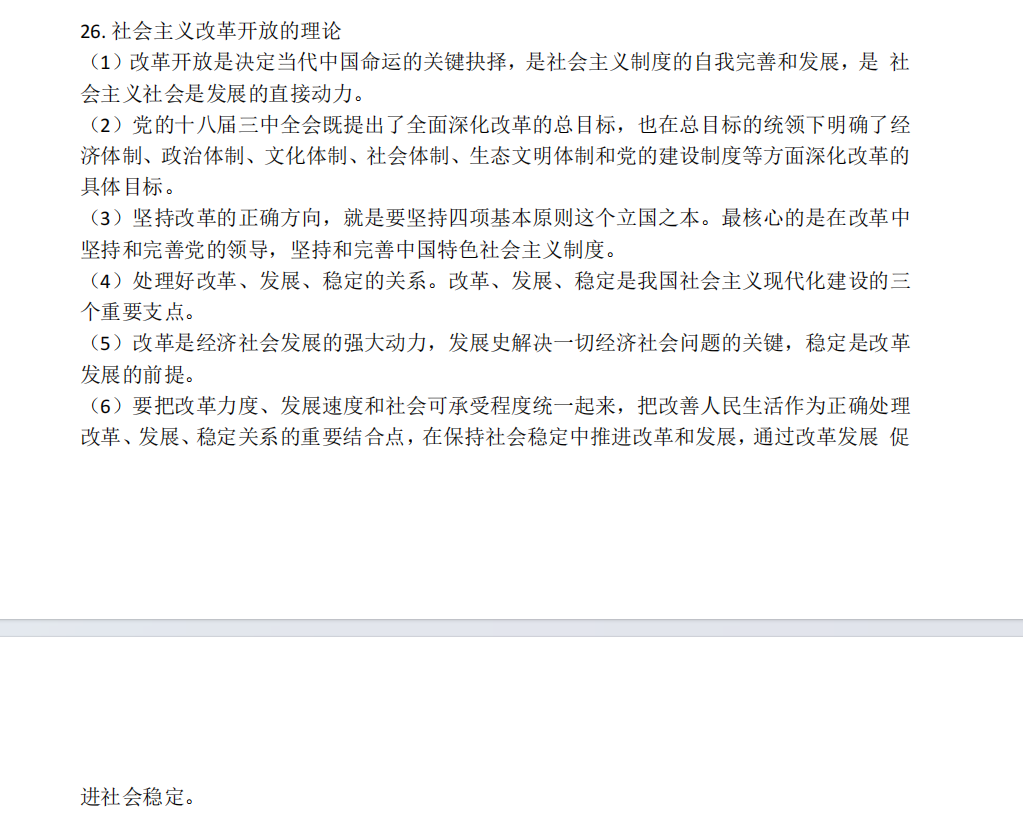 26. 社会主义改革开放的理论
（1）改革开放是决定当代中国命运的关键抉择，是社会主义制度的自我完善和发展，是 社
会主义社会是发展的直接动力。
（2）党的十八届三中全会既提出了全面深化改革的总目标，也在总目标的统领下明确了经
济体制、政治体制、文化体制、社会体制、生态文明体制和党的建设制度等方面深化改革的
具体目标。
（3）坚持改革的正确方向，就是要坚持四项基本原则这个立国之本。最核心的是在改革中
坚持和完善党的领导，坚持和完善中国特色社会主义制度。
（4）处理好改革、发展、稳定的关系。改革、发展、稳定是我国社会主义现代化建设的三
个重要支点。
（5）改革是经济社会发展的强大动力，发展史解决一切经济社会问题的关键，稳定是改革
发展的前提。
（6）要把改革力度、发展速度和社会可承受程度统一起来，把改善人民生活作为正确处理
改革、发展、稳定关系的重要结合点，在保持社会稳定中推进改革和发展，通过改革发展 促
进社会稳定。